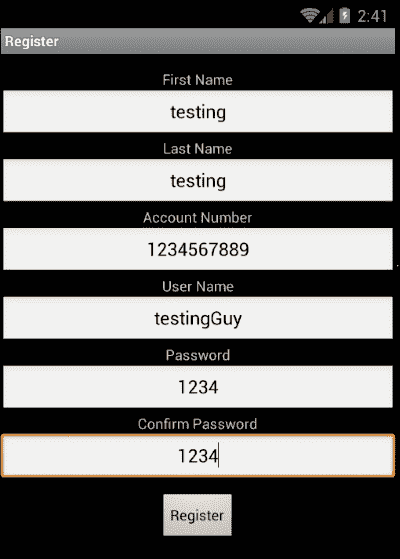 2:41
Register
First Name
testing
Last Name
testing
Account Number
1234567889
User Name
testingGuy
Password
1234
Confirm Password
1234
Register